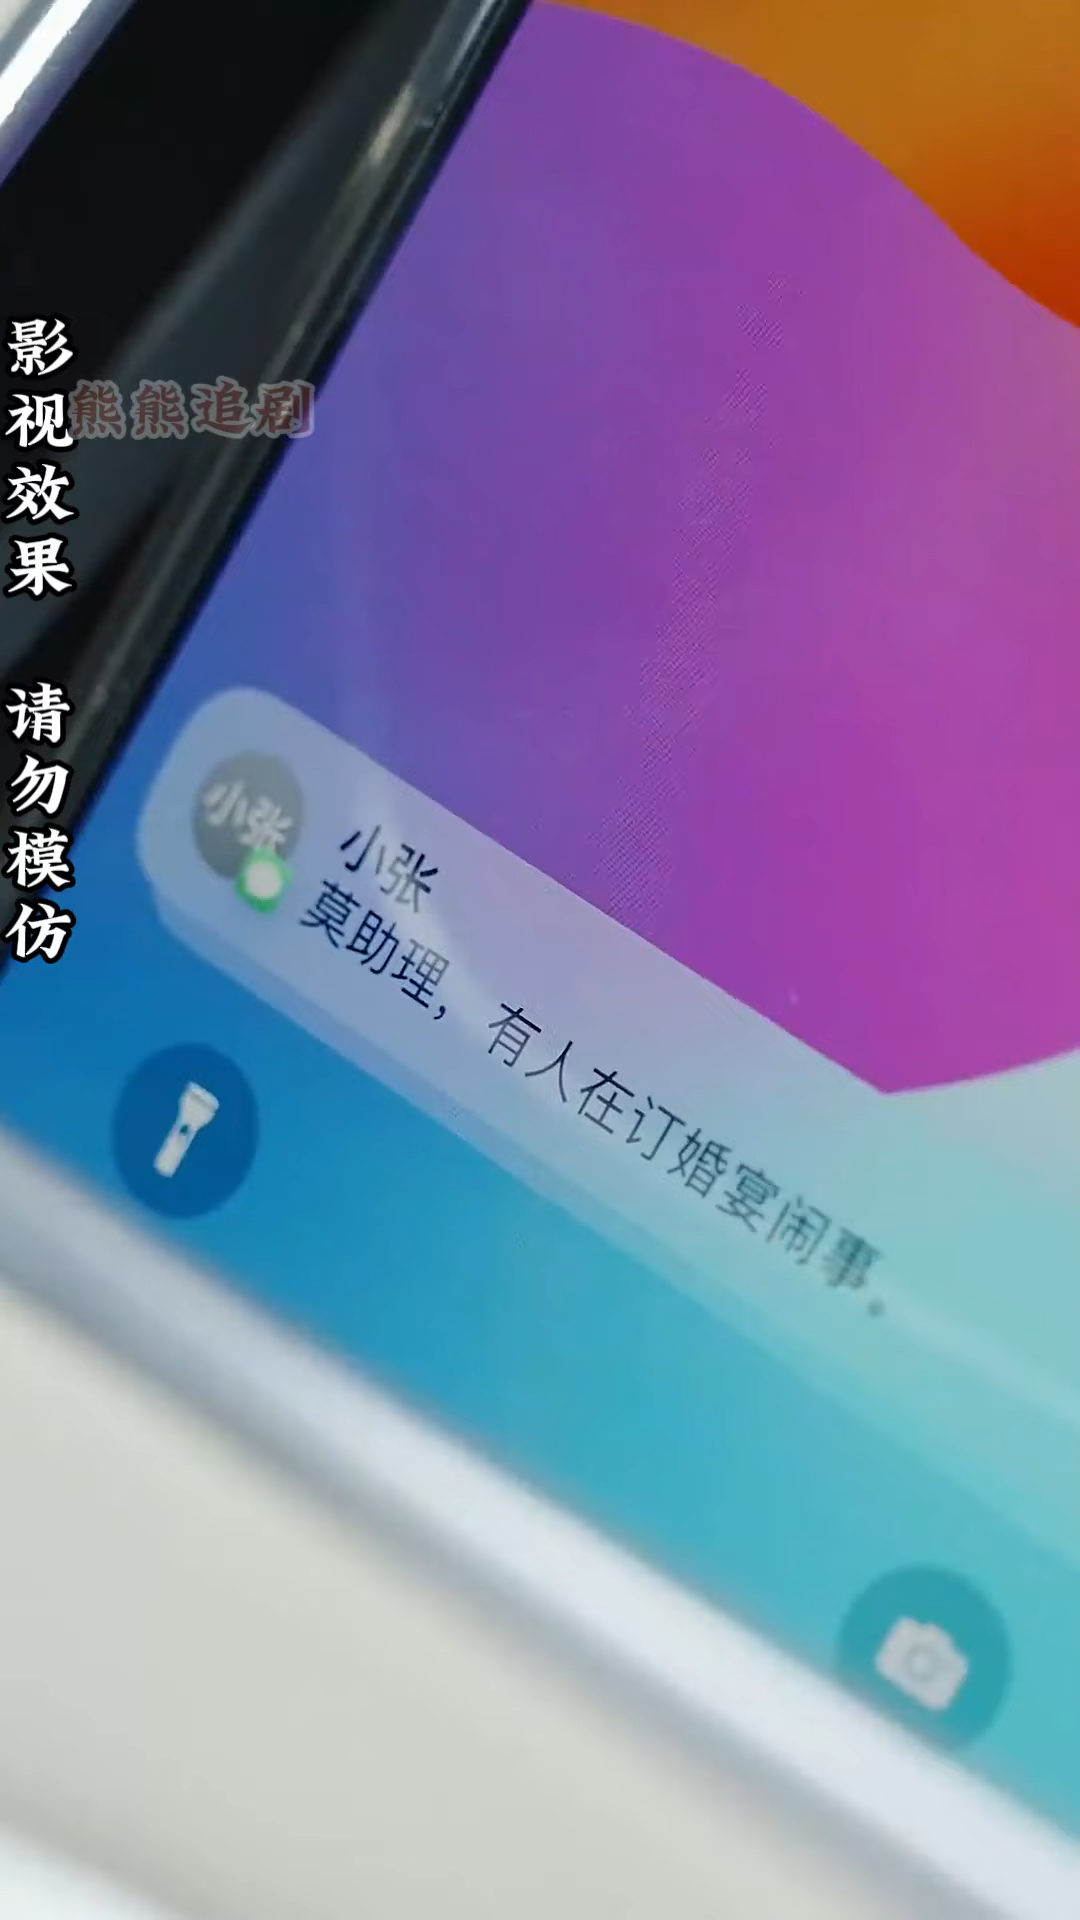 影视效果 请勿模仿
熊熊追剧
小张
小张
莫助理，有人在订婚宴闹事。